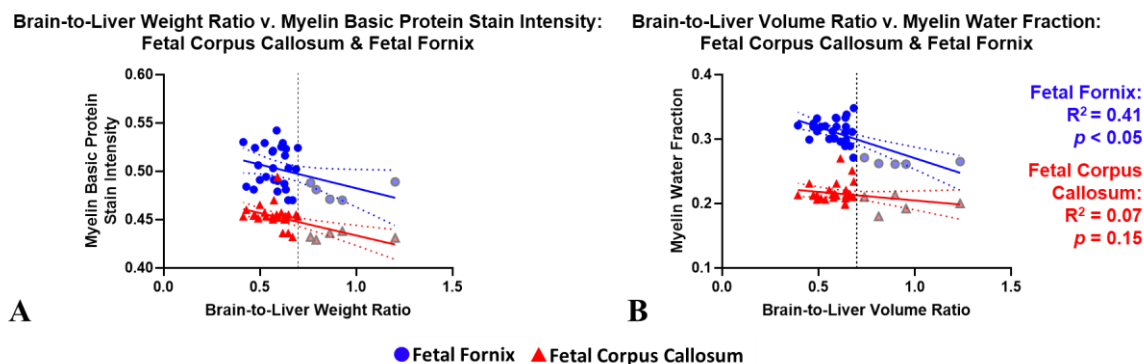 Brain-to-Liver Weight Ratio v. Myelin Basic Protein Stain Intensity:
Fetal Corpus Callosum & Fetal Fornix
0.60
0.55
0.50
0.45
0.40
Myelin Basic Protein
Stain Intensity
0.0
0.5
1.0
1.5
Brain-to-Liver Weight Ratio
A
Brain-to-Liver Volume Ratio v. Myelin Water Fraction:
Fetal Corpus Callosum & Fetal Fornix
0.4
0.3
0.2
0.1
Myelin Water Fraction
0.0
0.5
1.0
1.5
Brain-to-Liver Volume Ratio
B
Fetal Fornix:
R² = 0.41
p < 0.05
Fetal Corpus
Callosum:
R² = 0.07
p = 0.15
Fetal Fornix
Fetal Corpus Callosum